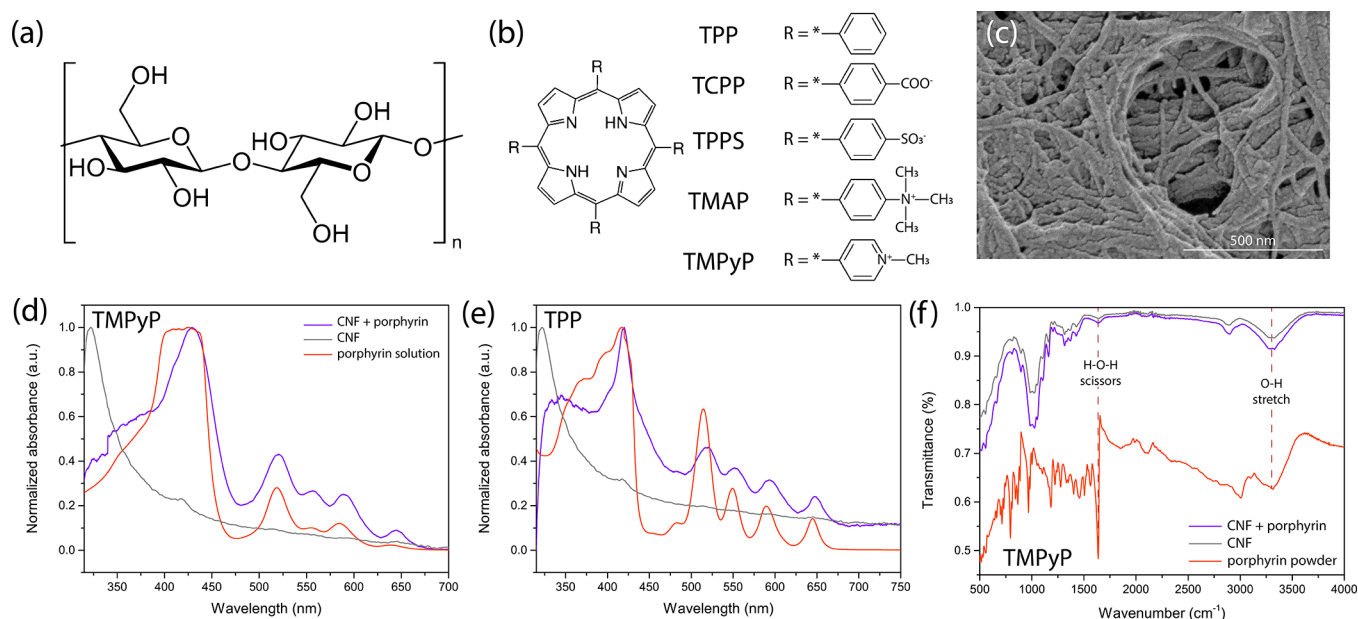 (a)
OH
O
HO
OH
O
HO
OH
O
O
OH
n
(b)
R
N
HN
R
R
NH
N
R
TPP
R = *
TCPP
R = *
COO⁻
TPPS
R = *
SO₃⁻
TMAP
R = *
CH₃
N⁺
CH₃
CH₃
TMPyP
R = *
N⁺
CH₃
(c)
500 nm
(d)
TMPyP
CNF + porphyrin
CNF
porphyrin solution
Normalized absorbance (a.u.)
1.0
0.8
0.6
0.4
0.2
0.0
350 400 450 500 550 600 650 700
Wavelength (nm)
(e)
TPP
Normalized absorbance (a.u.)
1.0
0.8
0.6
0.4
0.2
0.0
350 400 450 500 550 600 650 700 750
Wavelength (nm)
(f)
H-O-H
scissors
O-H
stretch
CNF + porphyrin
CNF
porphyrin powder
TMPyP
Transmittance (%)
1.0
0.9
0.8
0.7
0.6
0.5
500 1000 1500 2000 2500 3000 3500 4000
Wavenumber (cm⁻¹)